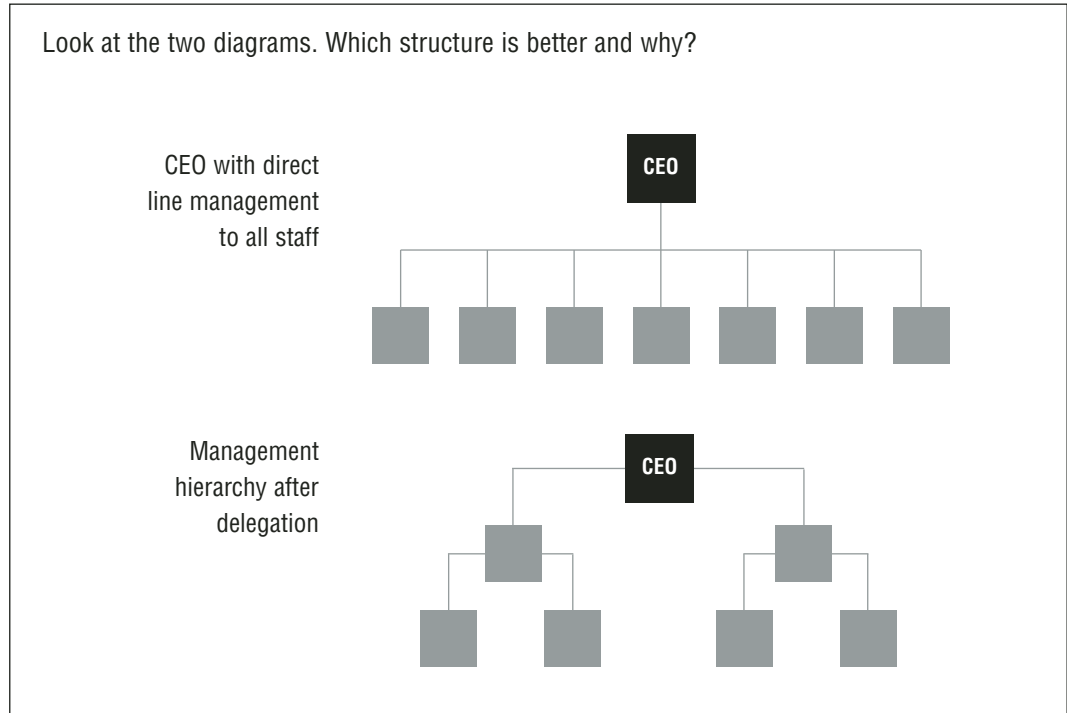 Look at the two diagrams. Which structure is better and why?
CEO with direct
line management
to all staff
CEO
Management
hierarchy after
delegation
CEO